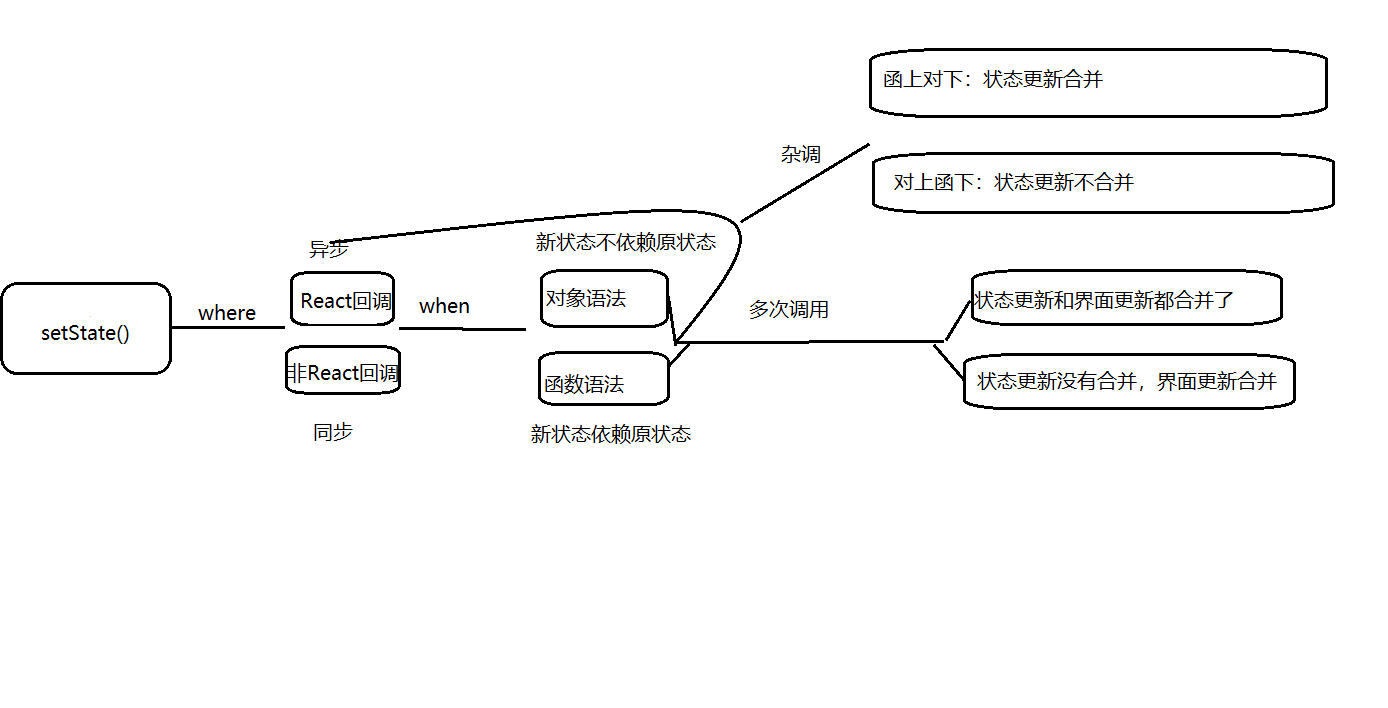 函上对下：状态更新合并
杂调
对上函下：状态更新不合并
异步
新状态不依赖原状态
setState()
where
React回调
when
对象语法
多次调用
状态更新和界面更新都合并了
非React回调
函数语法
状态更新没有合并，界面更新合并
同步
新状态依赖原状态